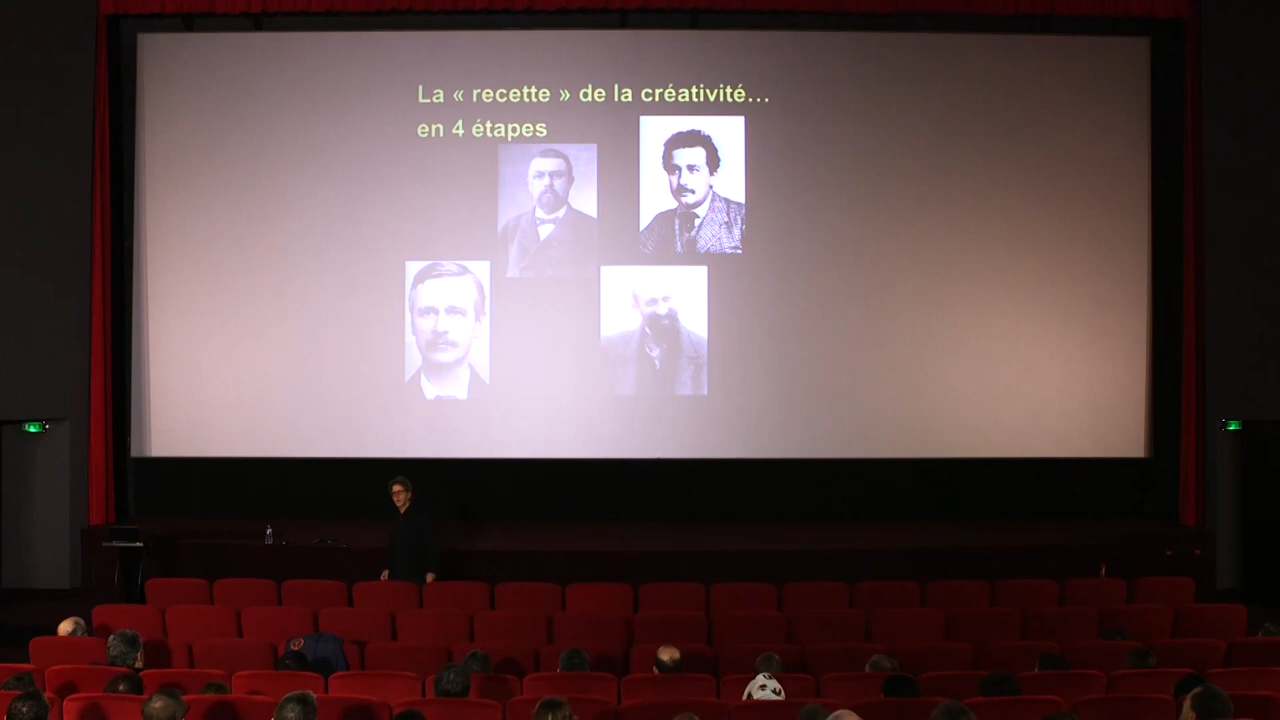 La « recette » de la créativité...
en 4 étapes